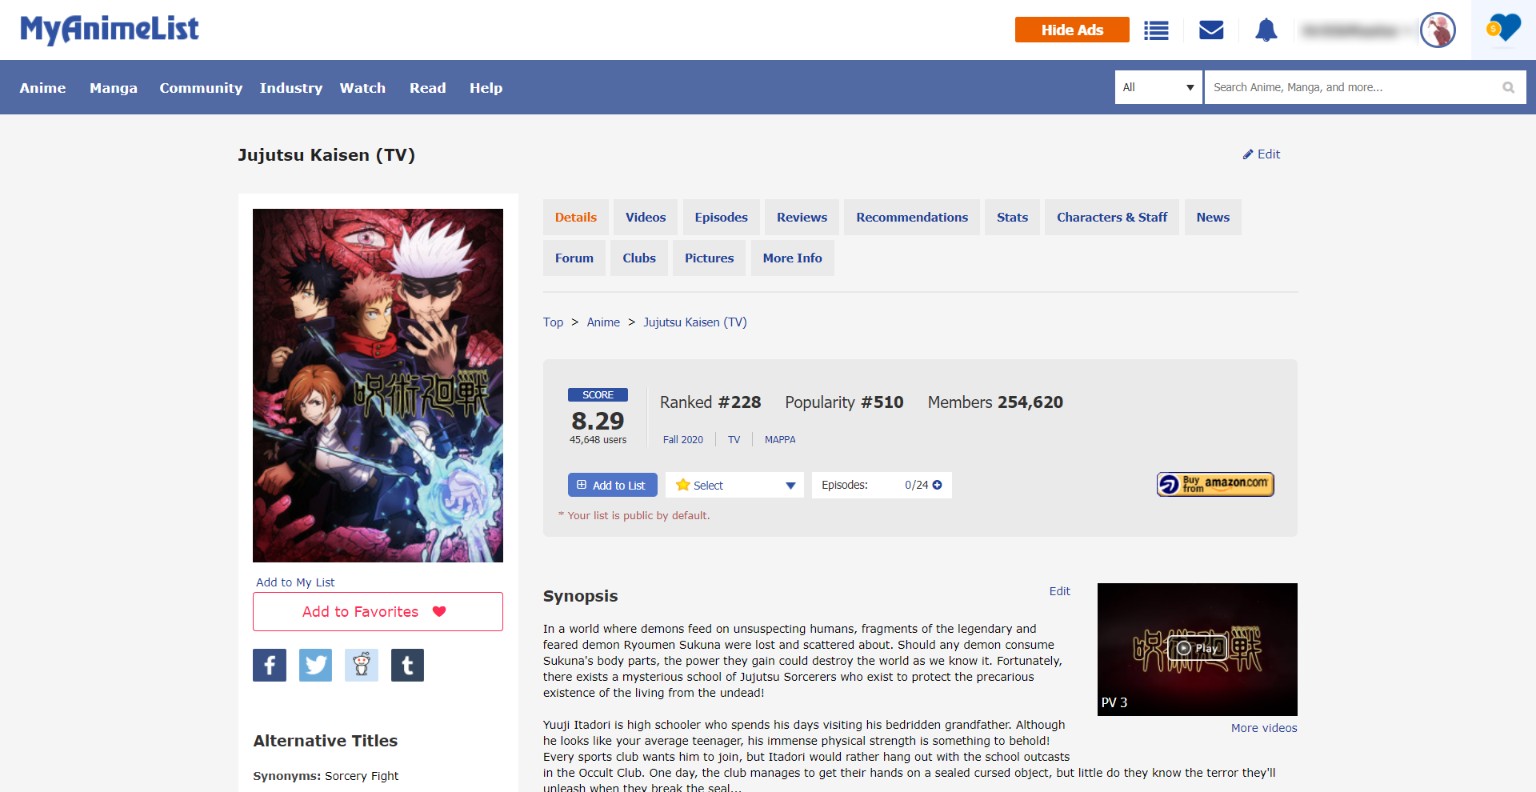 MyAnimeList
Hide Ads
Anime Manga Community Industry Watch Read Help
All
Search Anime, Manga, and more...
Jujutsu Kaisen (TV)
Edit
呪術廻戦
Details Videos Episodes Reviews Recommendations Stats Characters & Staff News
Forum Clubs Pictures More Info
Top > Anime > Jujutsu Kaisen (TV)
SCORE
8.29
45,648 users
Ranked #228 Popularity #510 Members 254,620
Fall 2020 TV MAPPA
Add to List
Select
Episodes: 0/24
Buy from amazon.com
* Your list is public by default.
Add to My List
Add to Favorites
Alternative Titles
Synonyms: Sorcery Fight
Synopsis
Edit
In a world where demons feed on unsuspecting humans, fragments of the legendary and
feared demon Ryoumen Sukuna were lost and scattered about. Should any demon consume
Sukuna's body parts, the power they gain could destroy the world as we know it. Fortunately,
there exists a mysterious school of Jujutsu Sorcerers who exist to protect the precarious
existence of the living from the undead!
Yuuji Itadori is high schooler who spends his days visiting his bedridden grandfather. Although
he looks like your average teenager, his immense physical strength is something to behold!
Every sports club wants him to join, but Itadori would rather hang out with the school outcasts
in the Occult Club. One day, the club manages to get their hands on a sealed cursed object, but little do they know the terror they'll
unleash when they break the seal...
呪術廻戦
Play
PV 3
More videos